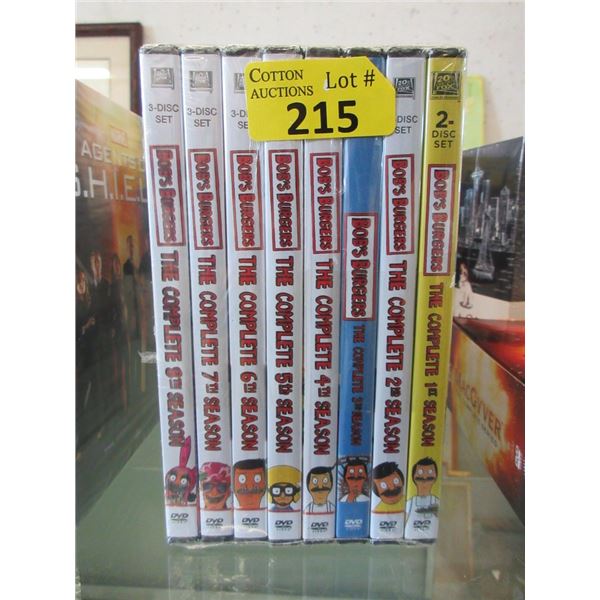 COTTON
AUCTIONS
Lot #
215
3-DISC
SET
BOB'S BURGERS
THE COMPLETE 8TH SEASON
DVD
3-DISC
SET
BOB'S BURGERS
THE COMPLETE 7TH SEASON
DVD
BOB'S BURGERS
THE COMPLETE 6TH SEASON
DVD
BOB'S BURGERS
THE COMPLETE 5TH SEASON
DVD
BOB'S BURGERS
THE COMPLETE 4TH SEASON
DVD
BOB'S BURGERS
THE COMPLETE 3RD SEASON
DVD
SET
BOB'S BURGERS
THE COMPLETE 2ND SEASON
DVD
20
FOX
2-
DISC
SET
BOB'S BURGERS
THE COMPLETE 1ST SEASON
DVD
AGENTS
S.H.I.E.L
MACGYVER